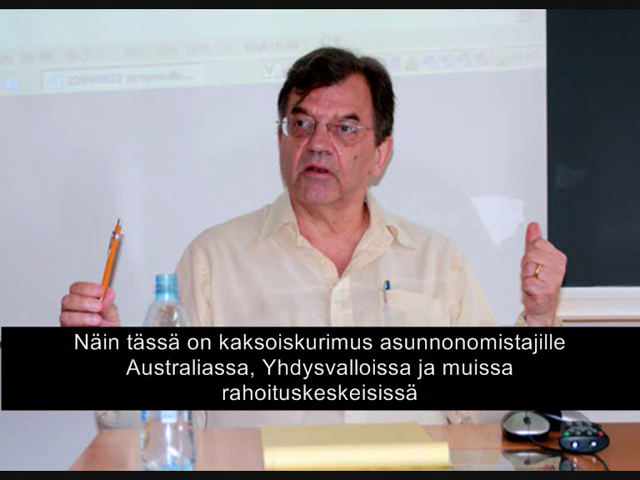 Näin tässä on kaksoiskurimus asunnonomistajille
Australiassa, Yhdysvalloissa ja muissa
rahoituskeskeisissä